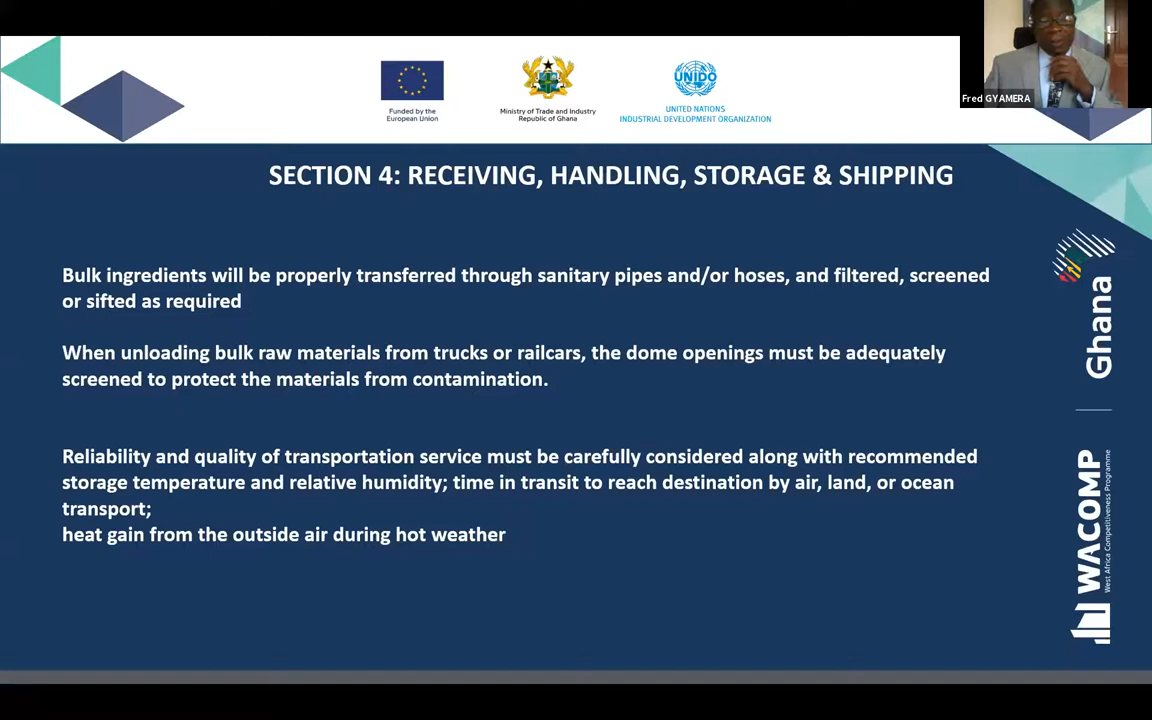 Fred GYAMERA
Funded by the
European Union
Ministry of Trade and Industry
Republic of Ghana
UNIDO
UNITED NATIONS
INDUSTRIAL DEVELOPMENT ORGANIZATION
SECTION 4: RECEIVING, HANDLING, STORAGE & SHIPPING
Bulk ingredients will be properly transferred through sanitary pipes and/or hoses, and filtered, screened
or sifted as required
When unloading bulk raw materials from trucks or railcars, the dome openings must be adequately
screened to protect the materials from contamination.
Reliability and quality of transportation service must be carefully considered along with recommended
storage temperature and relative humidity; time in transit to reach destination by air, land, or ocean
transport;
heat gain from the outside air during hot weather
Ghana
WACOMP
West Africa Competitiveness Programme